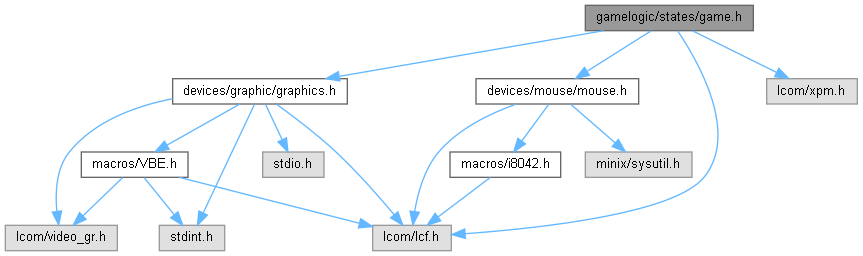 gamelogic/states/game.h
devices/graphic/graphics.h
devices/mouse/mouse.h
lcom/xpm.h
macros/VBE.h
stdio.h
macros/i8042.h
minix/sysutil.h
lcom/video_gr.h
stdint.h
lcom/lcf.h